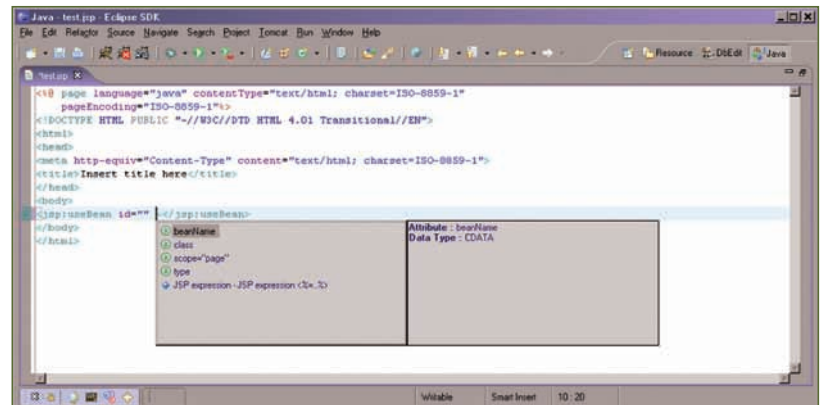 Java - test.jsp - Eclipse SDK
File Edit Refactor Source Navigate Search Project Tomcat Run Window Help
Resource DbEdit Java
*test.jsp
<%@ page language="java" contentType="text/html; charset=ISO-8859-1"
pageEncoding="ISO-8859-1"%>
<!DOCTYPE HTML PUBLIC "-//W3C//DTD HTML 4.01 Transitional//EN">
<html>
<head>
<meta http-equiv="Content-Type" content="text/html; charset=ISO-8859-1">
<title>Insert title here</title>
</head>
<body>
<jsp:useBean id="" ></jsp:useBean>
</body>
</html>
beanName
class
scope="page"
type
JSP expression - JSP expression <%=..%>
Attribute : beanName
Data Type : CDATA
Writable Smart Insert 10 : 20